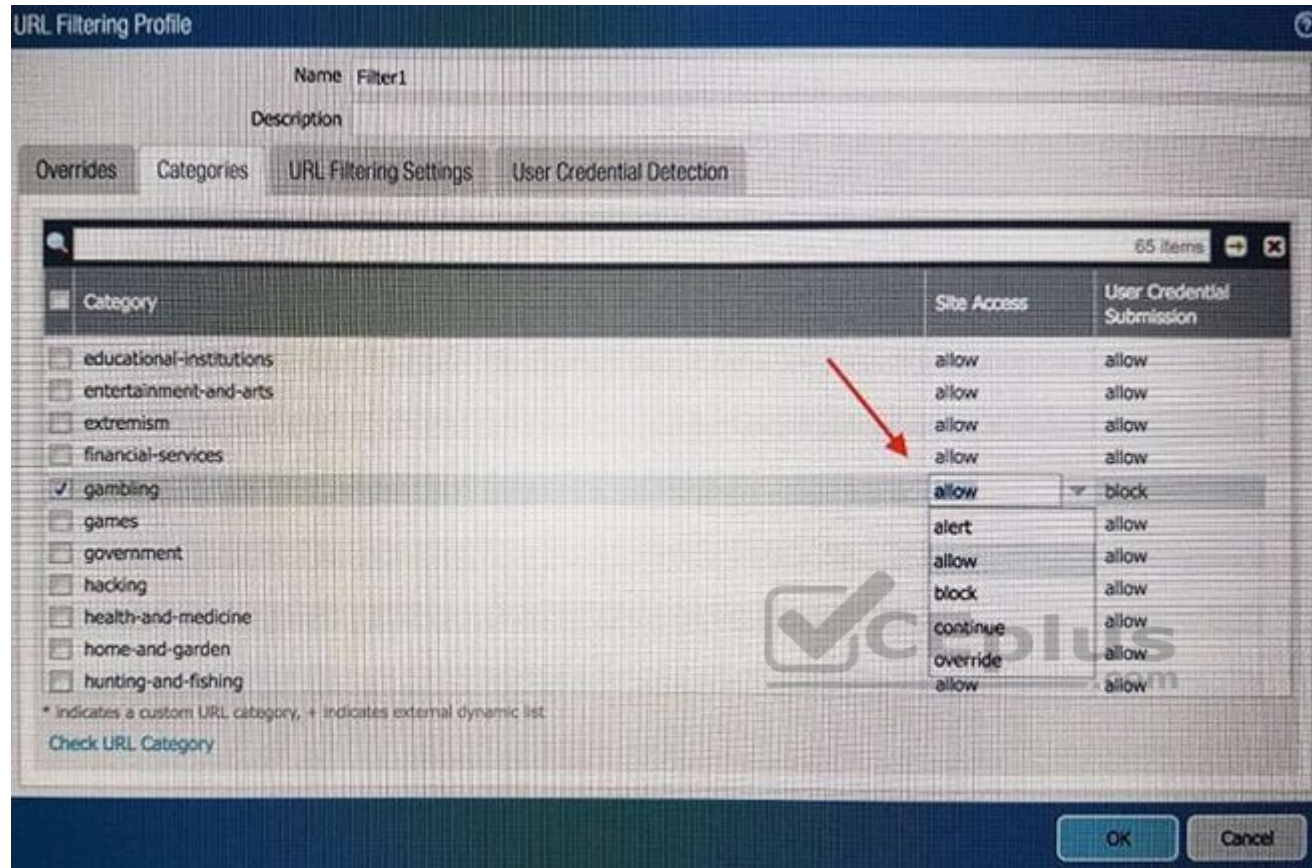 URL Filtering Profile
Name Filter1
Description
Overrides Categories URL Filtering Settings User Credential Detection
65 items
Category Site Access User Credential Submission
educational-institutions allow allow
entertainment-and-arts allow allow
extremism allow allow
financial-services allow allow
gambling allow block
games alert allow
government allow allow
hacking block allow
health-and-medicine continue allow
home-and-garden override allow
hunting-and-fishing allow allow
* indicates a custom URL category, + indicates external dynamic list
Check URL Category
VCEplus
.com
OK Cancel